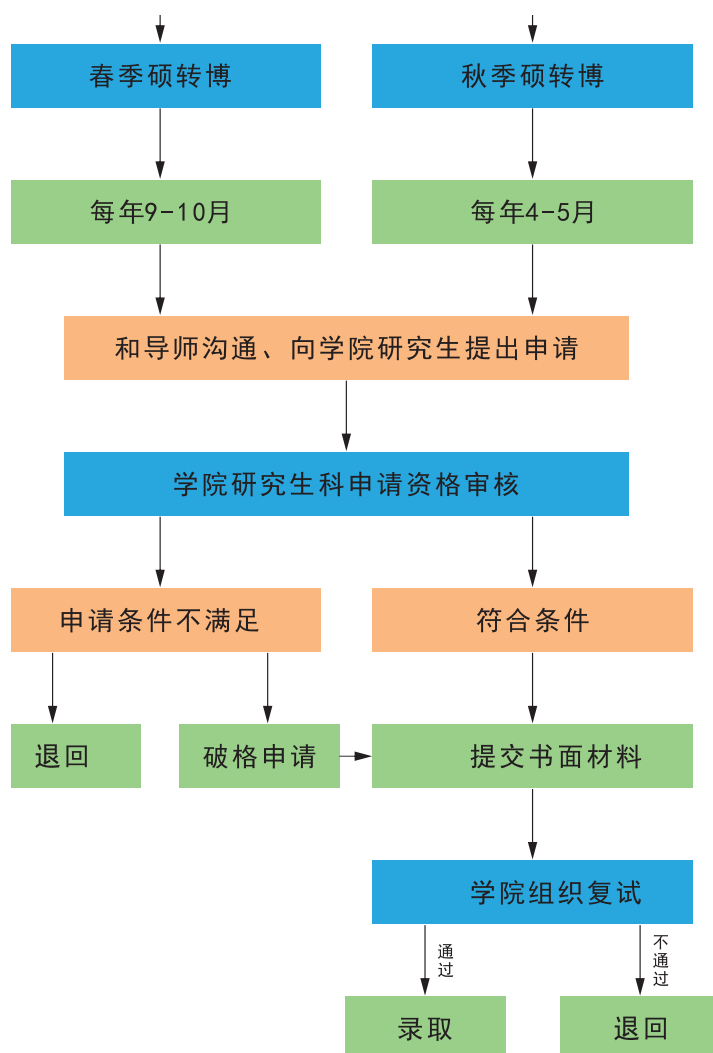 春季硕转博
秋季硕转博
每年9-10月
每年4-5月
和导师沟通、向学院研究生提出申请
学院研究生科申请资格审核
申请条件不满足
符合条件
退回
破格申请
提交书面材料
学院组织复试
通过
不通过
录取
退回